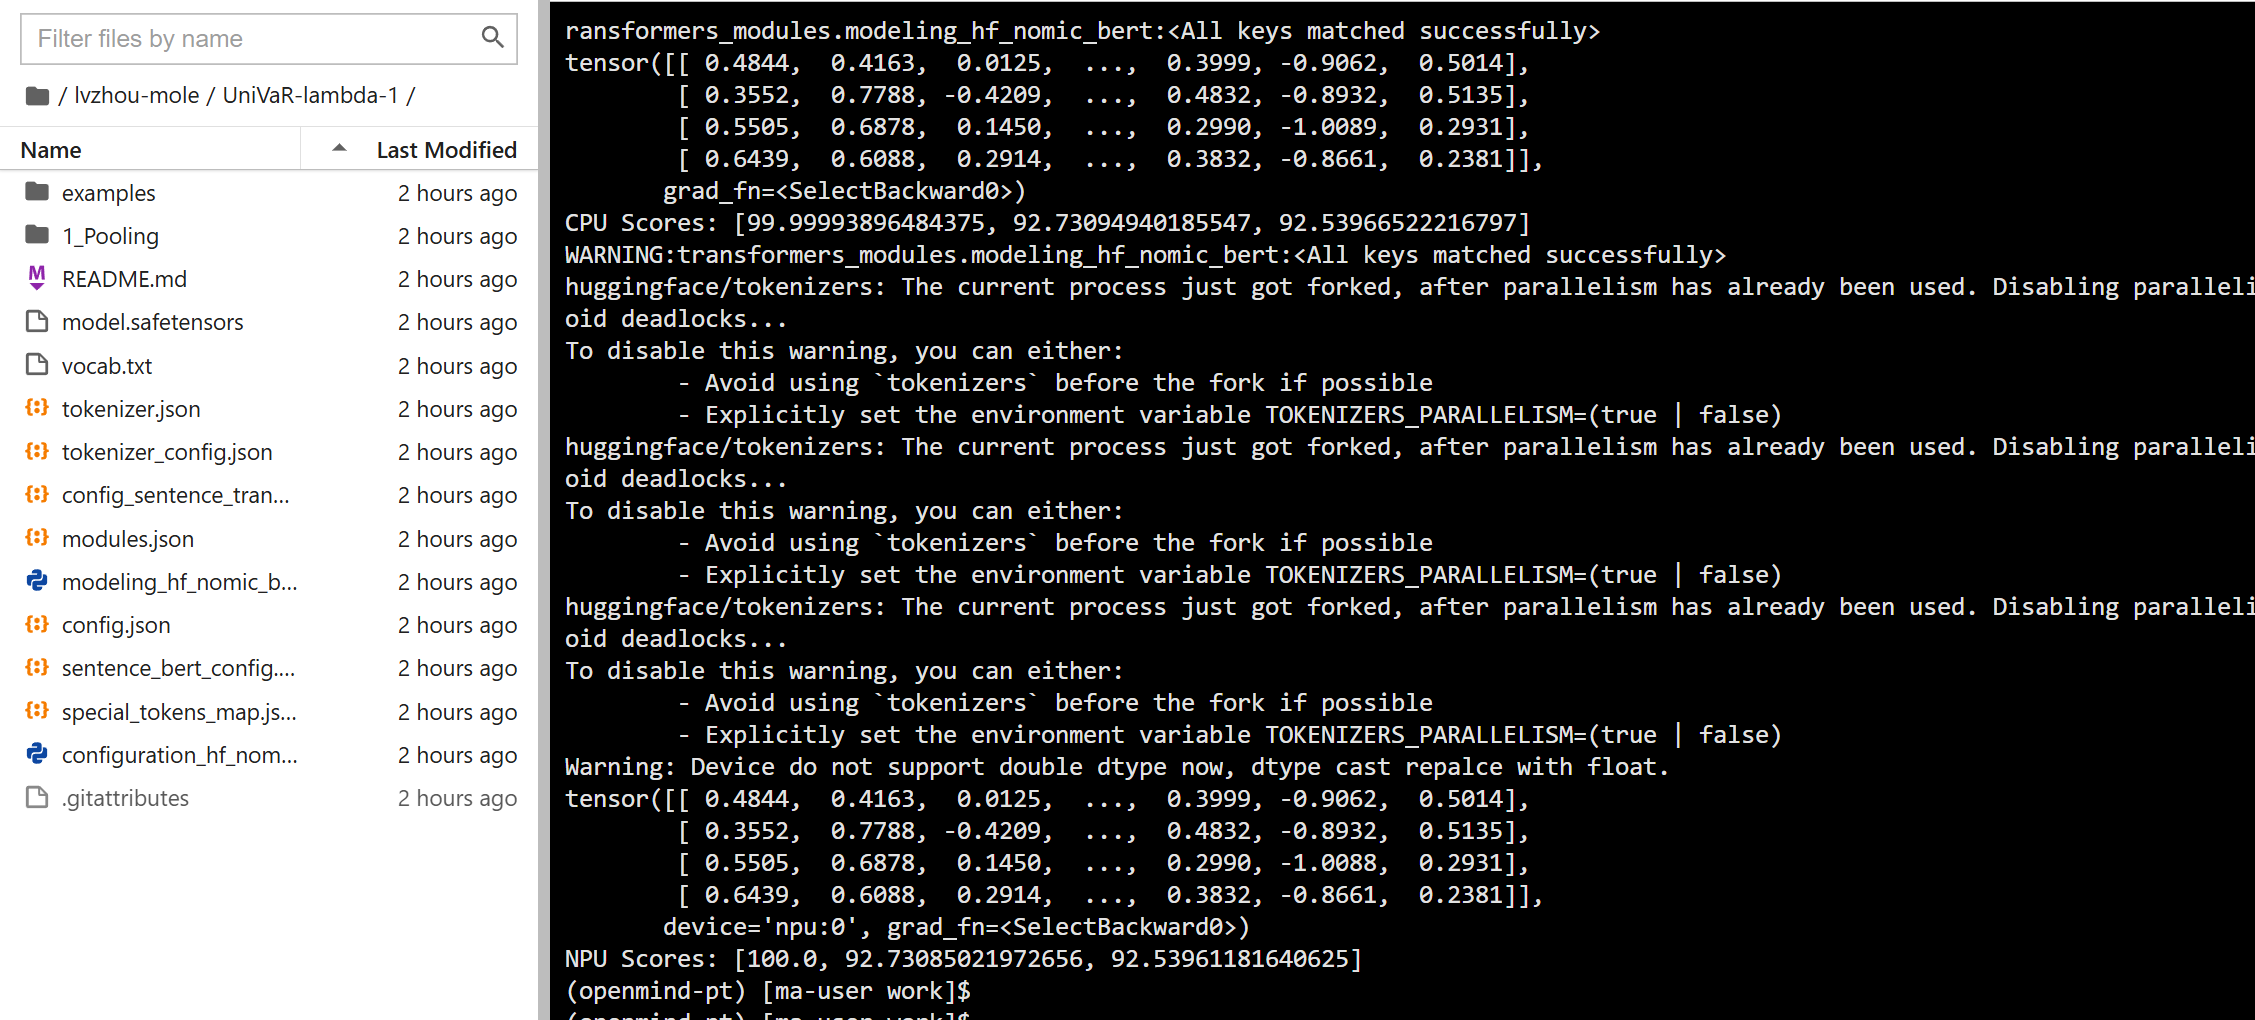 Filter files by name
/ lvzhou-mole / UniVaR-lambda-1 /
Name Last Modified
examples 2 hours ago
1_Pooling 2 hours ago
README.md 2 hours ago
model.safetensors 2 hours ago
vocab.txt 2 hours ago
tokenizer.json 2 hours ago
tokenizer_config.json 2 hours ago
config_sentence_tran... 2 hours ago
modules.json 2 hours ago
modeling_hf_nomic_b... 2 hours ago
config.json 2 hours ago
sentence_bert_config.... 2 hours ago
special_tokens_map.js... 2 hours ago
configuration_hf_nom... 2 hours ago
.gitattributes 2 hours ago
ransformers_modules.modeling_hf_nomic_bert:<All keys matched successfully>
tensor([[ 0.4844,  0.4163,  0.0125,  ...,  0.3999, -0.9062,  0.5014],
        [ 0.3552,  0.7788, -0.4209,  ...,  0.4832, -0.8932,  0.5135],
        [ 0.5505,  0.6878,  0.1450,  ...,  0.2990, -1.0089,  0.2931],
        [ 0.6439,  0.6088,  0.2914,  ...,  0.3832, -0.8661,  0.2381]],
       grad_fn=<SelectBackward0>)
CPU Scores: [99.99993896484375, 92.73094940185547, 92.53966522216797]
WARNING:transformers_modules.modeling_hf_nomic_bert:<All keys matched successfully>
huggingface/tokenizers: The current process just got forked, after parallelism has already been used. Disabling paralleli
oid deadlocks...
To disable this warning, you can either:
        - Avoid using `tokenizers` before the fork if possible
        - Explicitly set the environment variable TOKENIZERS_PARALLELISM=(true | false)
huggingface/tokenizers: The current process just got forked, after parallelism has already been used. Disabling paralleli
oid deadlocks...
To disable this warning, you can either:
        - Avoid using `tokenizers` before the fork if possible
        - Explicitly set the environment variable TOKENIZERS_PARALLELISM=(true | false)
huggingface/tokenizers: The current process just got forked, after parallelism has already been used. Disabling paralleli
oid deadlocks...
To disable this warning, you can either:
        - Avoid using `tokenizers` before the fork if possible
        - Explicitly set the environment variable TOKENIZERS_PARALLELISM=(true | false)
Warning: Device do not support double dtype now, dtype cast repalce with float.
tensor([[ 0.4844,  0.4163,  0.0125,  ...,  0.3999, -0.9062,  0.5014],
        [ 0.3552,  0.7788, -0.4209,  ...,  0.4832, -0.8932,  0.5135],
        [ 0.5505,  0.6878,  0.1450,  ...,  0.2990, -1.0088,  0.2931],
        [ 0.6439,  0.6088,  0.2914,  ...,  0.3832, -0.8661,  0.2381]],
       device='npu:0', grad_fn=<SelectBackward0>)
NPU Scores: [100.0, 92.73085021972656, 92.53961181640625]
(openmind-pt) [ma-user work]$
(openmind-pt) [ma-user work]$